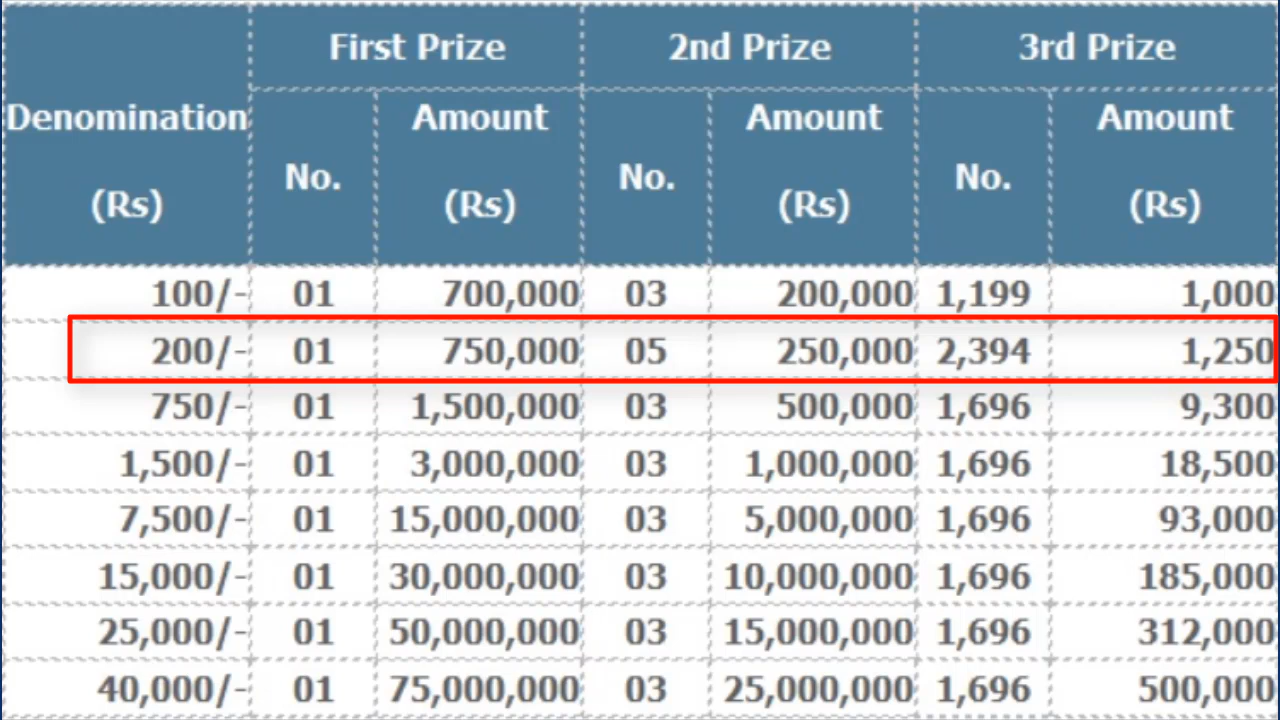 First Prize 2nd Prize 3rd Prize
Denomination Amount Amount Amount
No. No. No.
(Rs) (Rs) (Rs) (Rs)
100/- 01 700,000 03 200,000 1,199 1,000
200/- 01 750,000 05 250,000 2,394 1,250
750/- 01 1,500,000 03 500,000 1,696 9,300
1,500/- 01 3,000,000 03 1,000,000 1,696 18,500
7,500/- 01 15,000,000 03 5,000,000 1,696 93,000
15,000/- 01 30,000,000 03 10,000,000 1,696 185,000
25,000/- 01 50,000,000 03 15,000,000 1,696 312,000
40,000/- 01 75,000,000 03 25,000,000 1,696 500,000